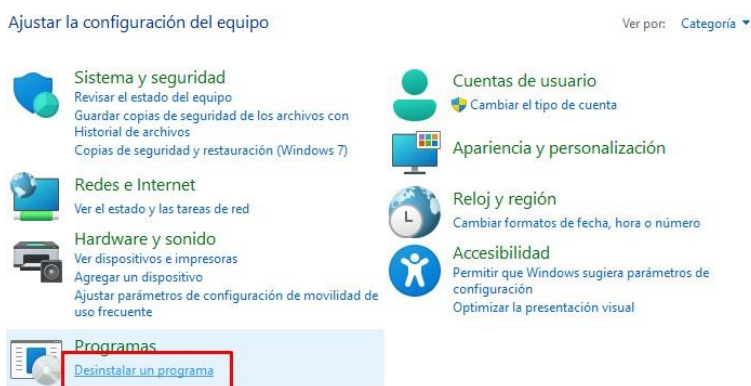 Ajustar la configuración del equipo
Ver por: Categoría
Sistema y seguridad
Revisar el estado del equipo
Guardar copias de seguridad de los archivos con
Historial de archivos
Copias de seguridad y restauración (Windows 7)
Redes e Internet
Ver el estado y las tareas de red
Hardware y sonido
Ver dispositivos e impresoras
Agregar un dispositivo
Ajustar parámetros de configuración de movilidad de
uso frecuente
Programas
Desinstalar un programa
Cuentas de usuario
Cambiar el tipo de cuenta
Apariencia y personalización
Reloj y región
Cambiar formatos de fecha, hora o número
Accesibilidad
Permitir que Windows sugiera parámetros de
configuración
Optimizar la presentación visual